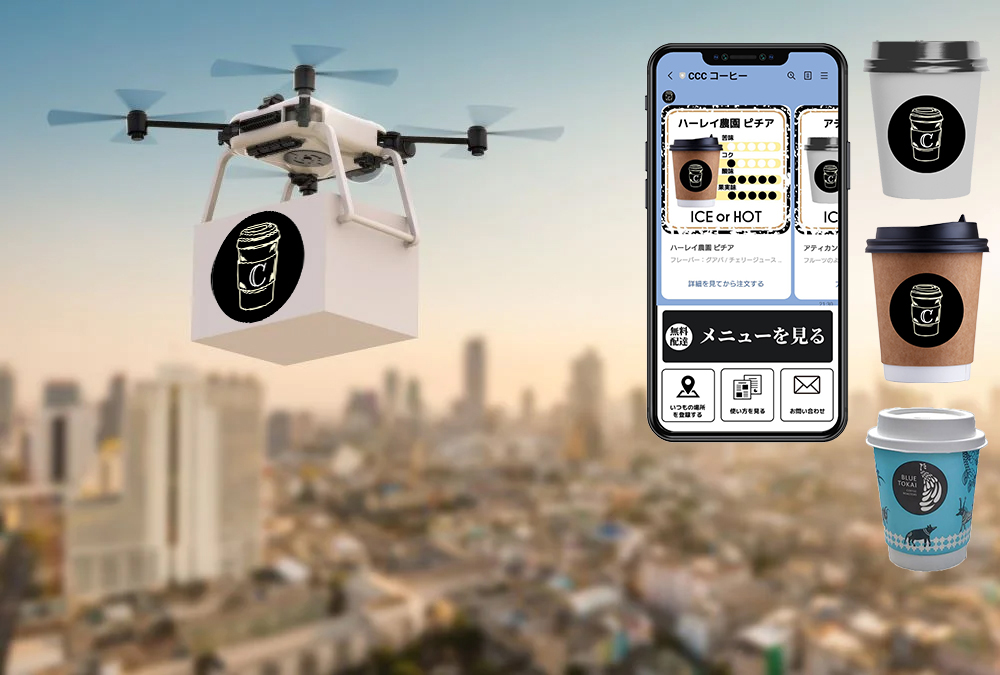 C
CCC コーヒー
ハーレイ農園 ピチア
苦味
コク
酸味
果実味
ICE or HOT
ハーレイ農園 ピチア
フレーバー：グアバ / チェリージュース ...
詳細を見てから注文する
アテ
IC
アティカン
フルーツのよ
無料
配達
メニューを見る
いつもの場所
を登録する
使い方を見る
お問い合わせ
C
C
BLUE
TOKAI